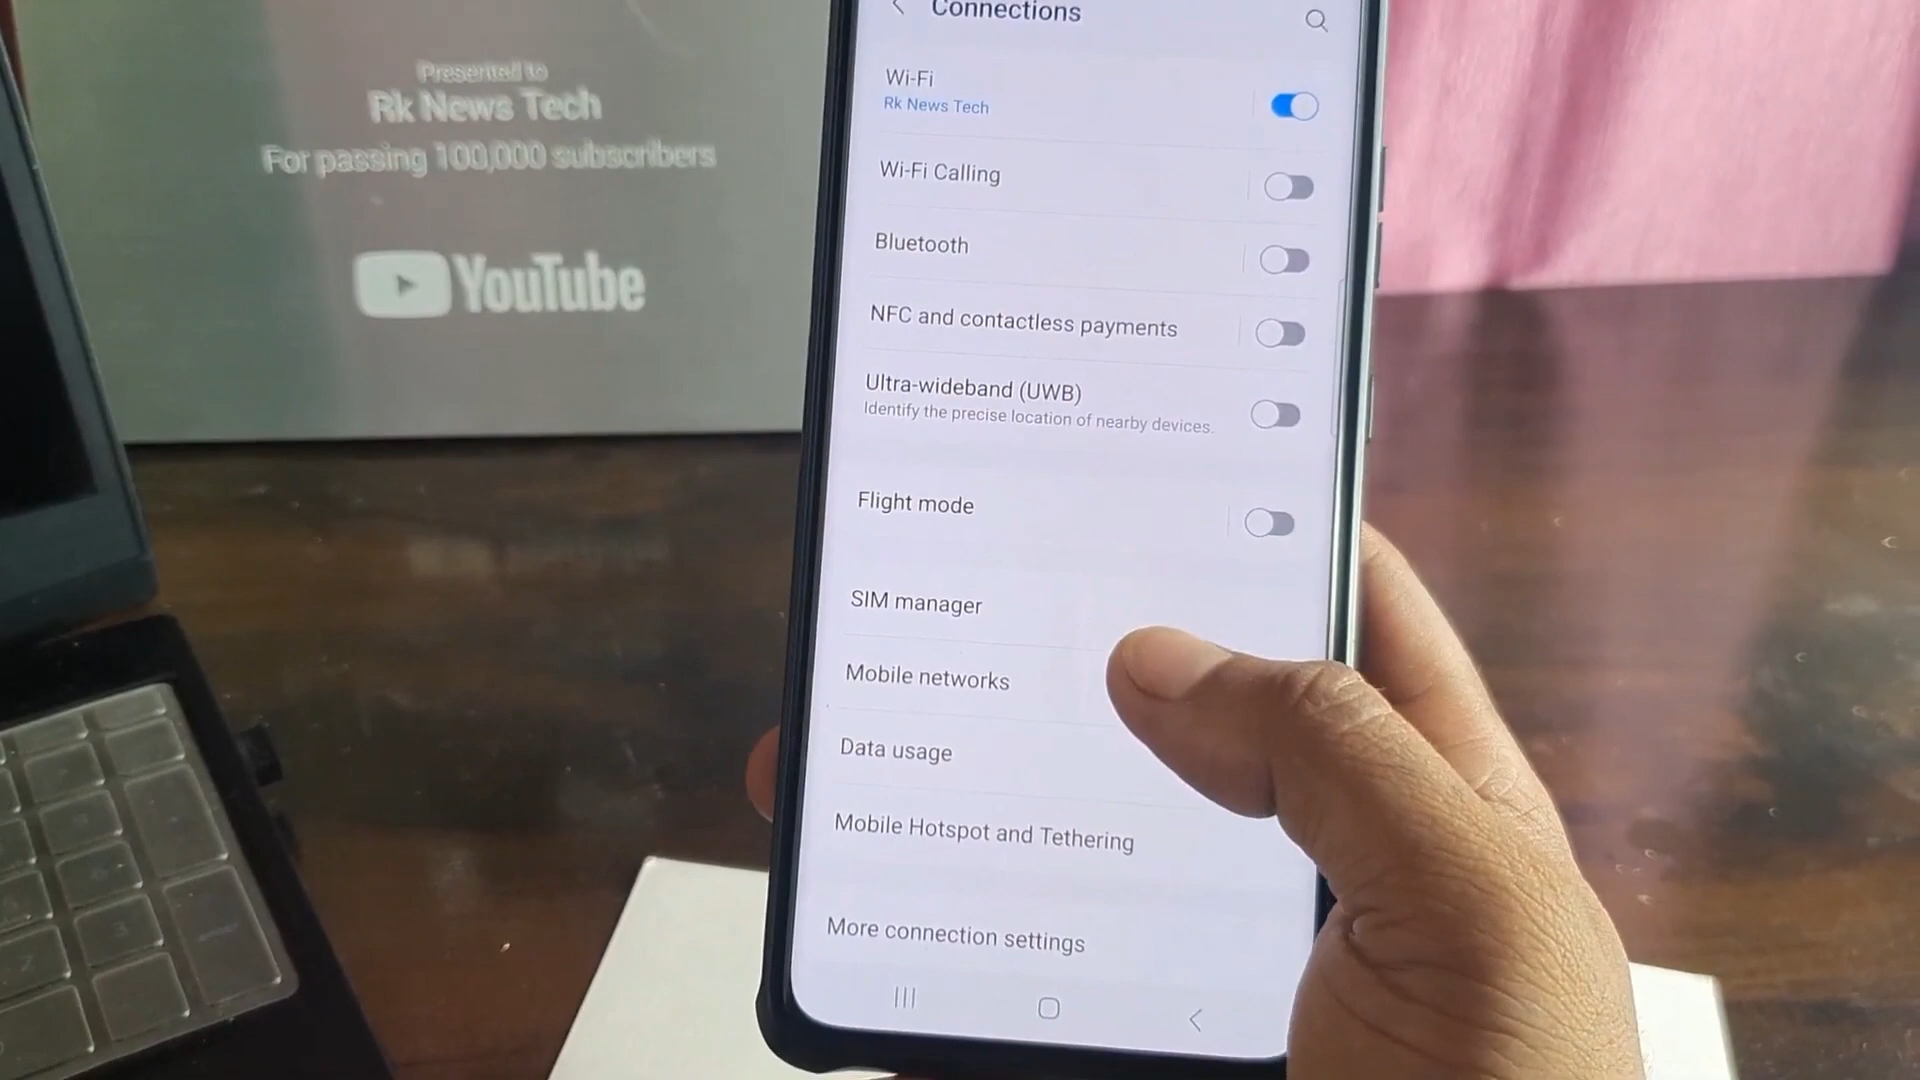 Presented to
Rk News Tech
For passing 100,000 subscribers
YouTube
Connections
Wi-Fi
Rk News Tech
Wi-Fi Calling
Bluetooth
NFC and contactless payments
Ultra-wideband (UWB)
Identify the precise location of nearby devices.
Flight mode
SIM manager
Mobile networks
Data usage
Mobile Hotspot and Tethering
More connection settings
3